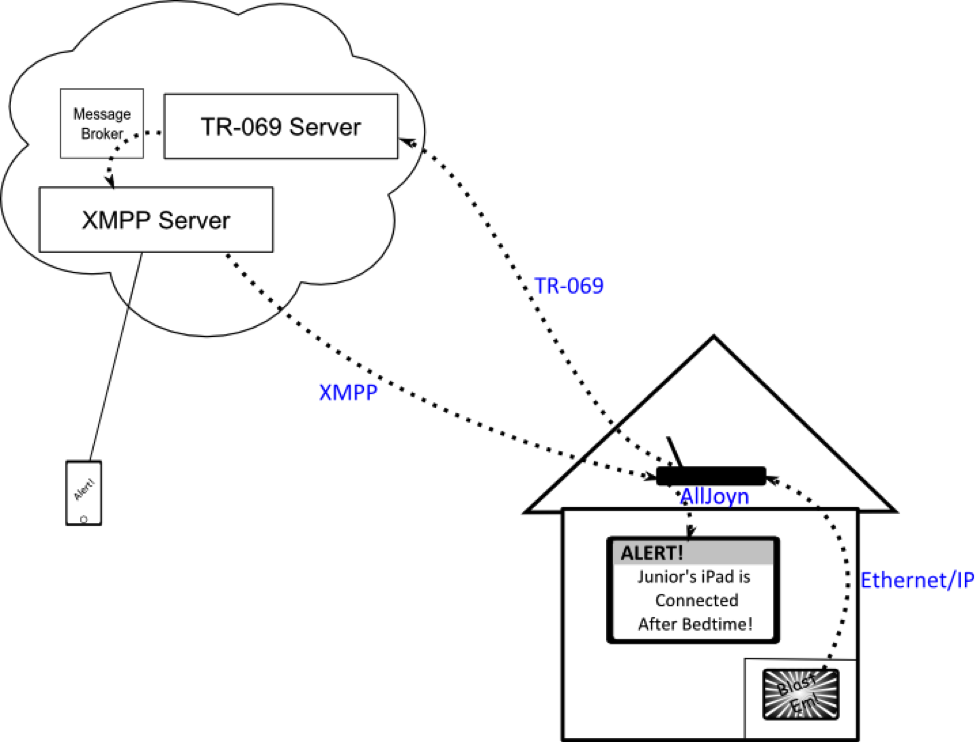 Message
Broker
TR-069 Server
XMPP Server
TR-069
XMPP
Alert!
AllJoyn
ALERT!
Junior's iPad is
Connected
After Bedtime!
Ethernet/IP
Blast
Em!